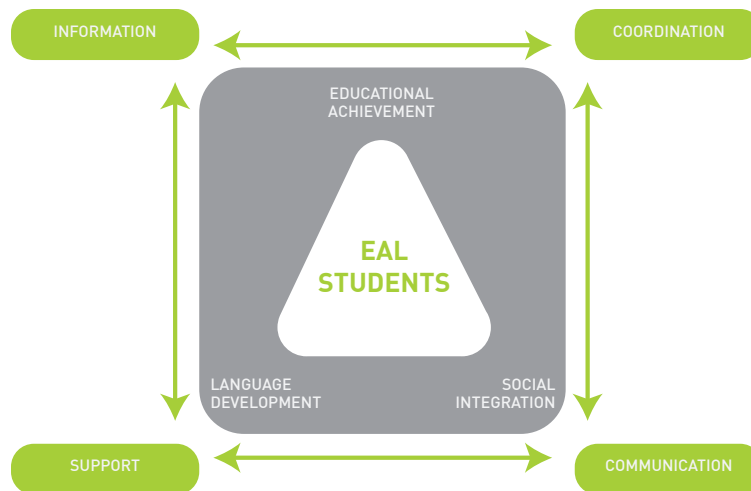 INFORMATION
COORDINATION
EDUCATIONAL
ACHIEVEMENT
EAL
STUDENTS
LANGUAGE
DEVELOPMENT
SOCIAL
INTEGRATION
SUPPORT
COMMUNICATION